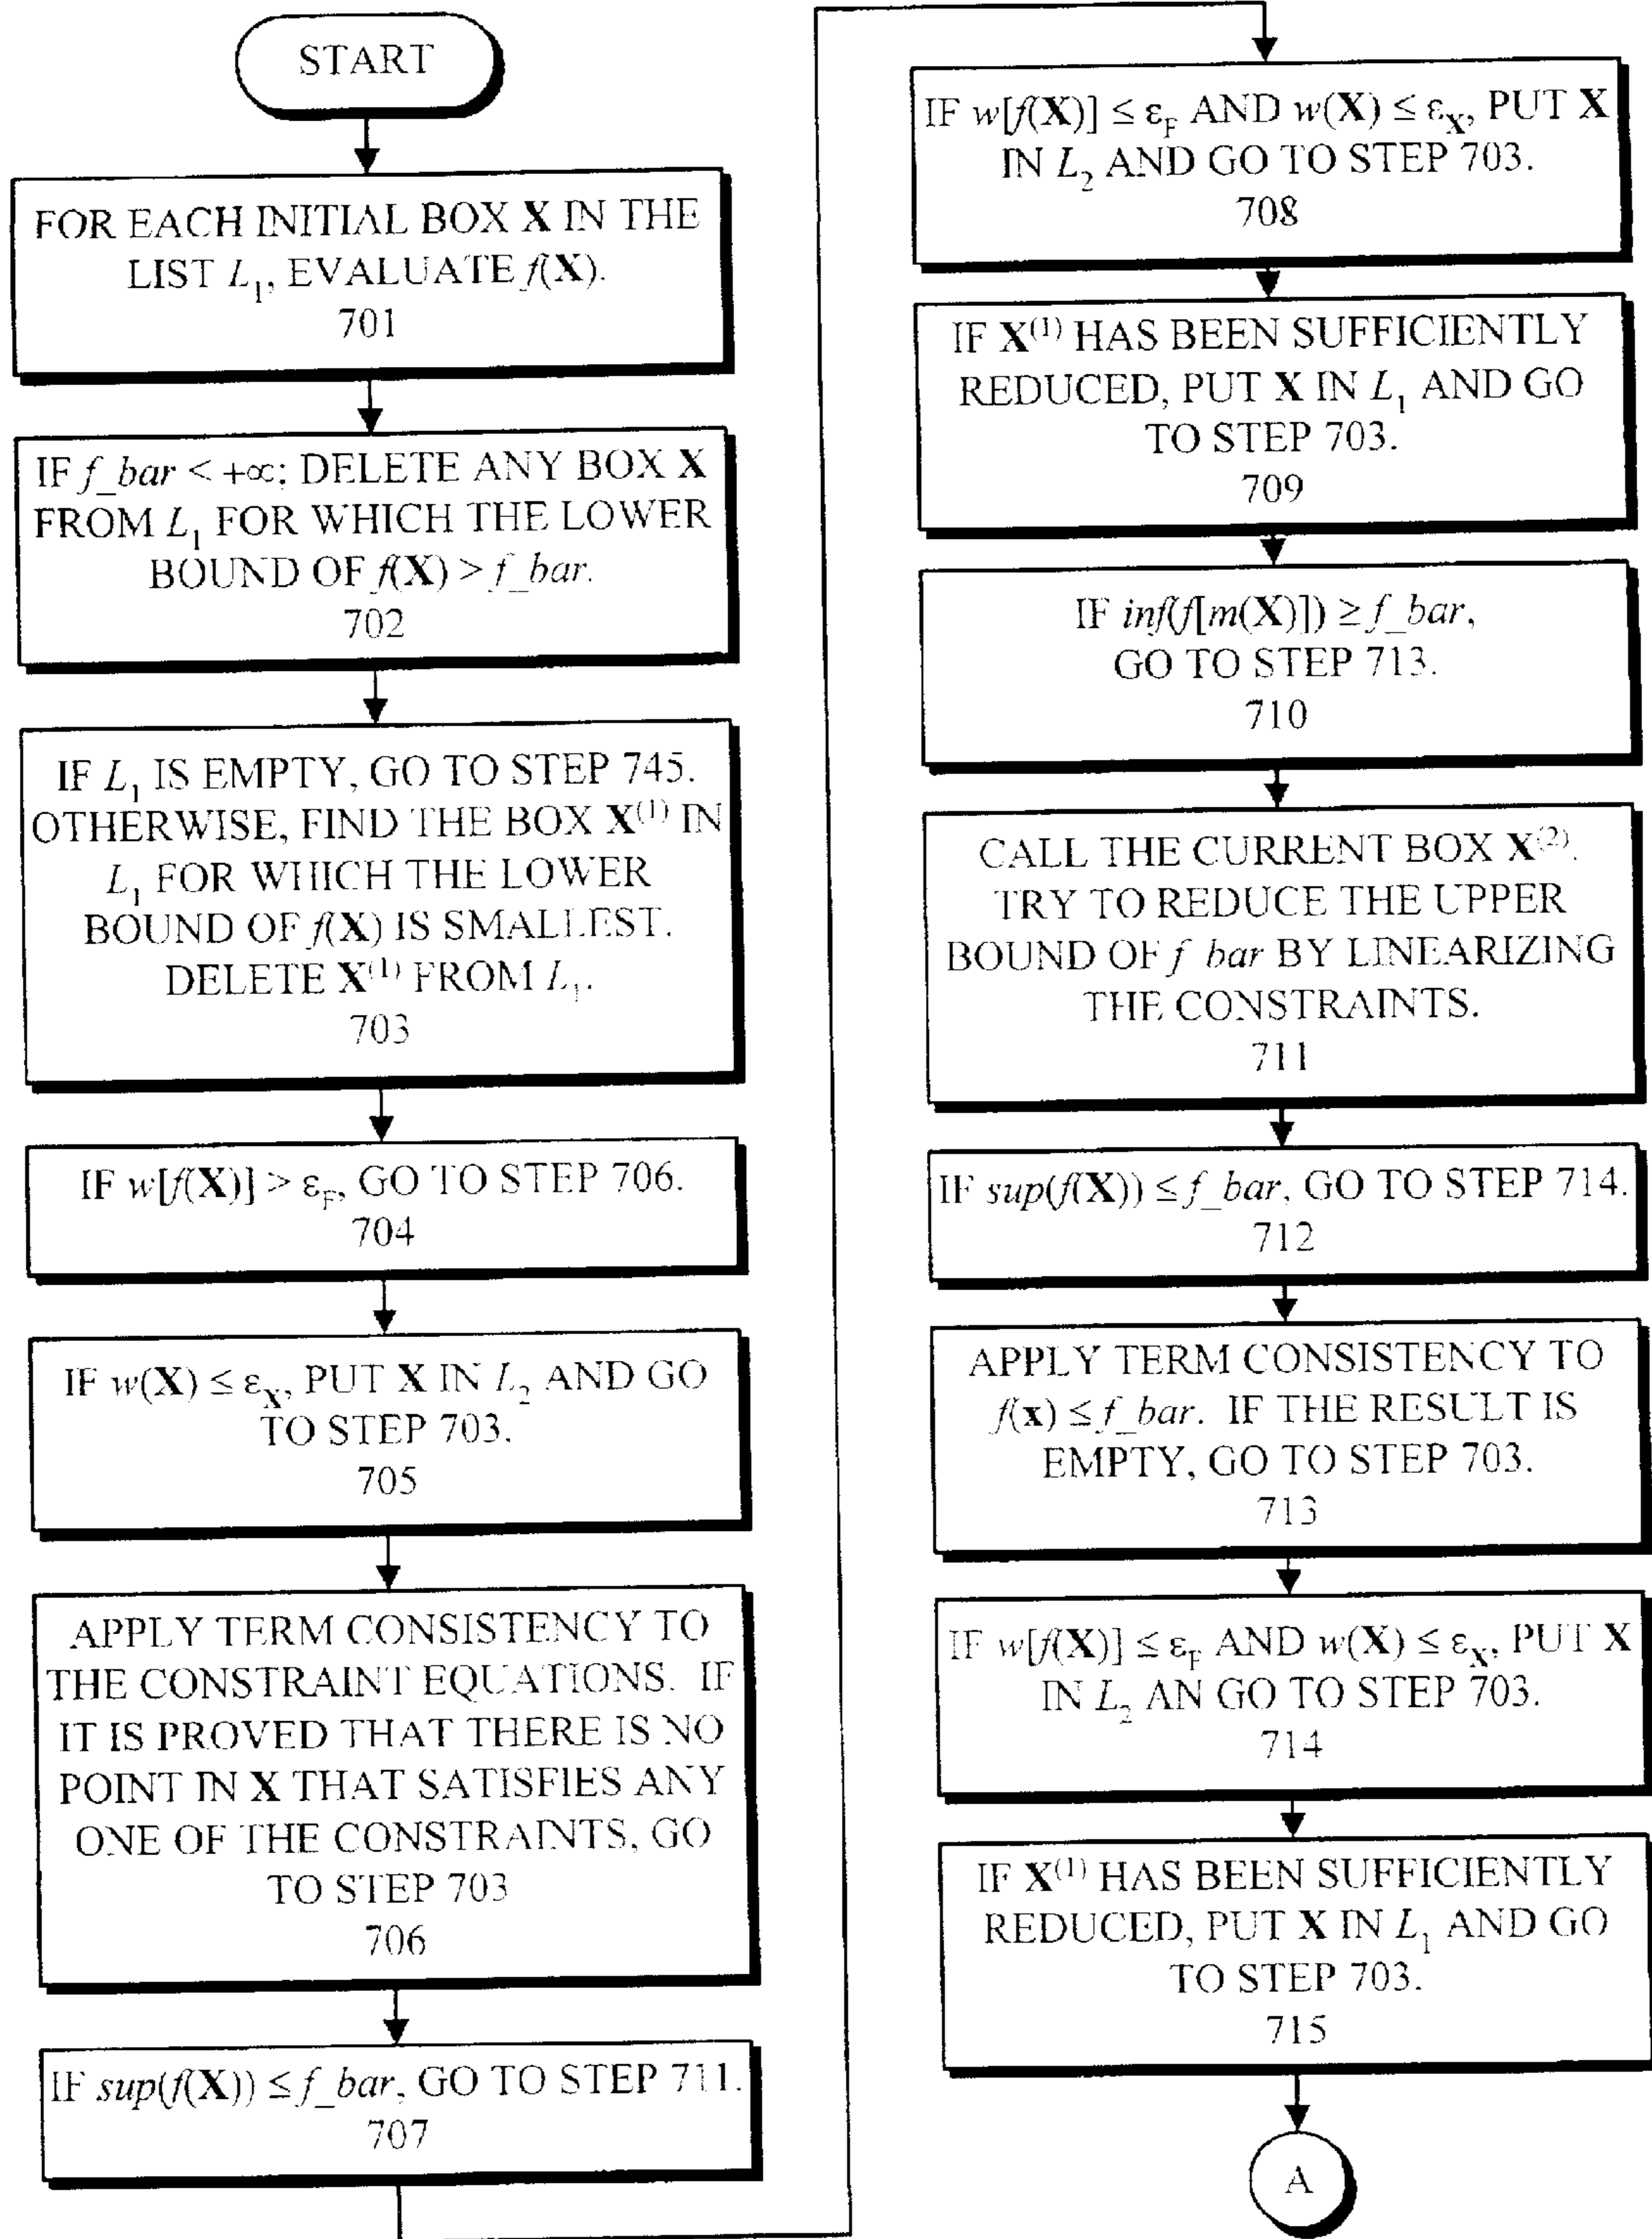 START
FOR EACH INITIAL BOX X IN THE
LIST L₁, EVALUATE f(X).
701
IF f_bar < +∞: DELETE ANY BOX X
FROM L₁ FOR WHICH THE LOWER
BOUND OF f(X) > f_bar.
702
IF L₁ IS EMPTY, GO TO STEP 745.
OTHERWISE, FIND THE BOX X⁽¹⁾ IN
L₁ FOR WHICH THE LOWER
BOUND OF f(X) IS SMALLEST.
DELETE X⁽¹⁾ FROM L₁.
703
IF w[f(X)] > ε_F, GO TO STEP 706.
704
IF w(X) ≤ ε_X, PUT X IN L₂ AND GO
TO STEP 703.
705
APPLY TERM CONSISTENCY TO
THE CONSTRAINT EQUATIONS. IF
IT IS PROVED THAT THERE IS NO
POINT IN X THAT SATISFIES ANY
ONE OF THE CONSTRAINTS, GO
TO STEP 703
706
IF sup(f(X)) ≤ f_bar, GO TO STEP 711.
707
IF w[f(X)] ≤ ε_F AND w(X) ≤ ε_X, PUT X
IN L₂ AND GO TO STEP 703.
708
IF X⁽¹⁾ HAS BEEN SUFFICIENTLY
REDUCED, PUT X IN L₁ AND GO
TO STEP 703.
709
IF inf(f[m(X)]) ≥ f_bar,
GO TO STEP 713.
710
CALL THE CURRENT BOX X⁽²⁾.
TRY TO REDUCE THE UPPER
BOUND OF f bar BY LINEARIZING
THE CONSTRAINTS.
711
IF sup(f(X)) ≤ f_bar, GO TO STEP 714.
712
APPLY TERM CONSISTENCY TO
f(x) ≤ f_bar. IF THE RESULT IS
EMPTY, GO TO STEP 703.
713
IF w[f(X)] ≤ ε_F AND w(X) ≤ ε_X, PUT X
IN L₂ AN GO TO STEP 703.
714
IF X⁽¹⁾ HAS BEEN SUFFICIENTLY
REDUCED, PUT X IN L₁ AND GO
TO STEP 703.
715
A